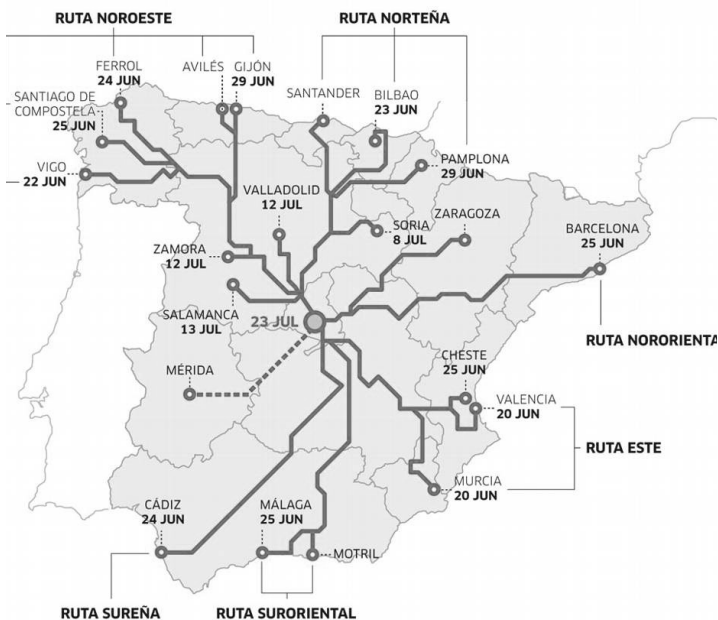 RUTA NOROESTE
RUTA NORTEÑA
FERROL
24 JUN
AVILÉS
GIJÓN
29 JUN
SANTANDER
BILBAO
23 JUN
SANTIAGO DE
COMPOSTELA
25 JUN
VIGO
22 JUN
VALLADOLID
12 JUL
PAMPLONA
29 JUN
SORIA
8 JUL
ZARAGOZA
BARCELONA
25 JUN
ZAMORA
12 JUL
SALAMANCA
13 JUL
23 JUL
RUTA NORORIENTA
MÉRIDA
CHESTE
25 JUN
VALENCIA
20 JUN
RUTA ESTE
MURCIA
20 JUN
CÁDIZ
24 JUN
MÁLAGA
25 JUN
MOTRIL
RUTA SUREÑA
RUTA SURORIENTAL